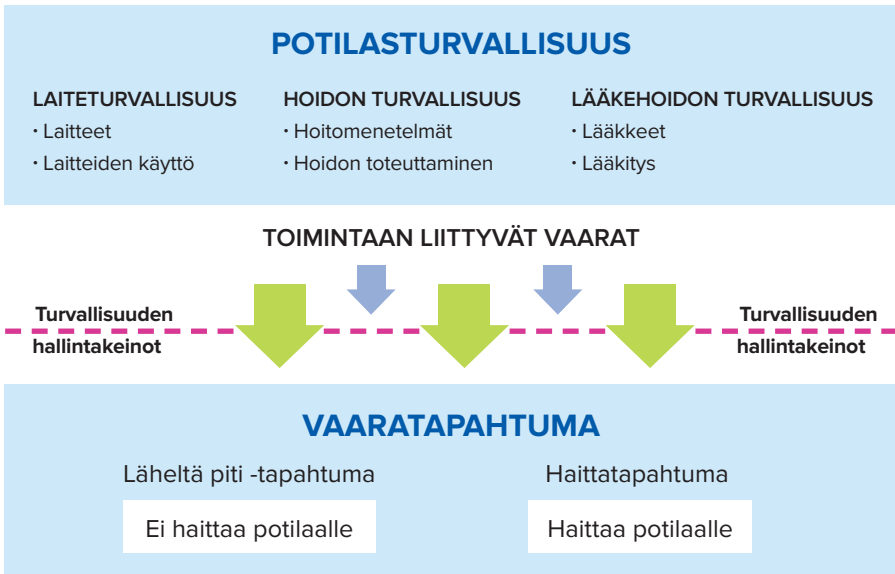 POTILASTURVALLISUUS
LAITETURVALLISUUS
· Laitteet
· Laitteiden käyttö
HOIDON TURVALLISUUS
· Hoitomenetelmät
· Hoidon toteuttaminen
LÄÄKEHOIDON TURVALLISUUS
· Lääkkeet
· Lääkitys
TOIMINTAAN LIITTYVÄT VAARAT
Turvallisuuden
hallintakeinot
Turvallisuuden
hallintakeinot
VAARATAPAHTUMA
Läheltä piti -tapahtuma
Ei haittaa potilaalle
Haittatapahtuma
Haittaa potilaalle